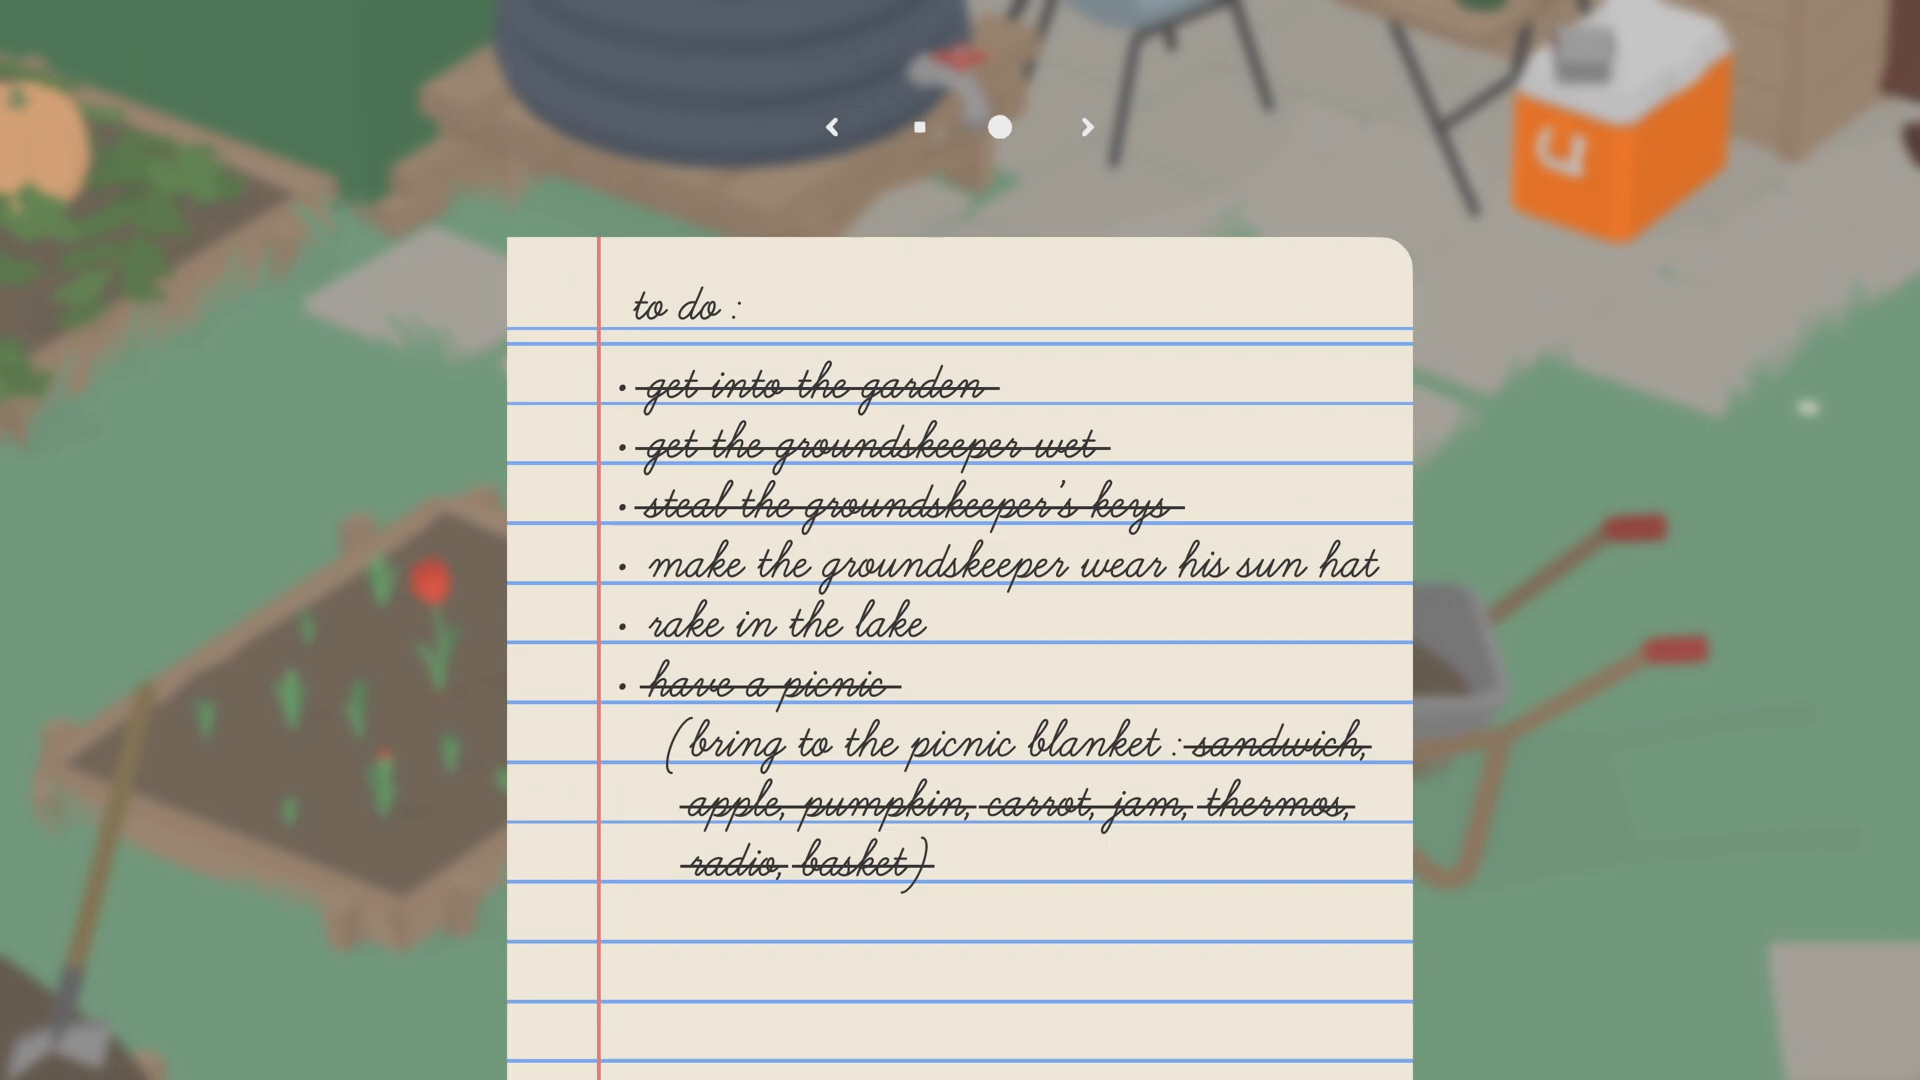 to do :
• get into the garden
• get the groundskeeper wet
• steal the groundskeeper's keys
• make the groundskeeper wear his sun hat
• rake in the lake
• have a picnic
(bring to the picnic blanket : sandwich,
apple, pumpkin, carrot, jam, thermos,
radio, basket)